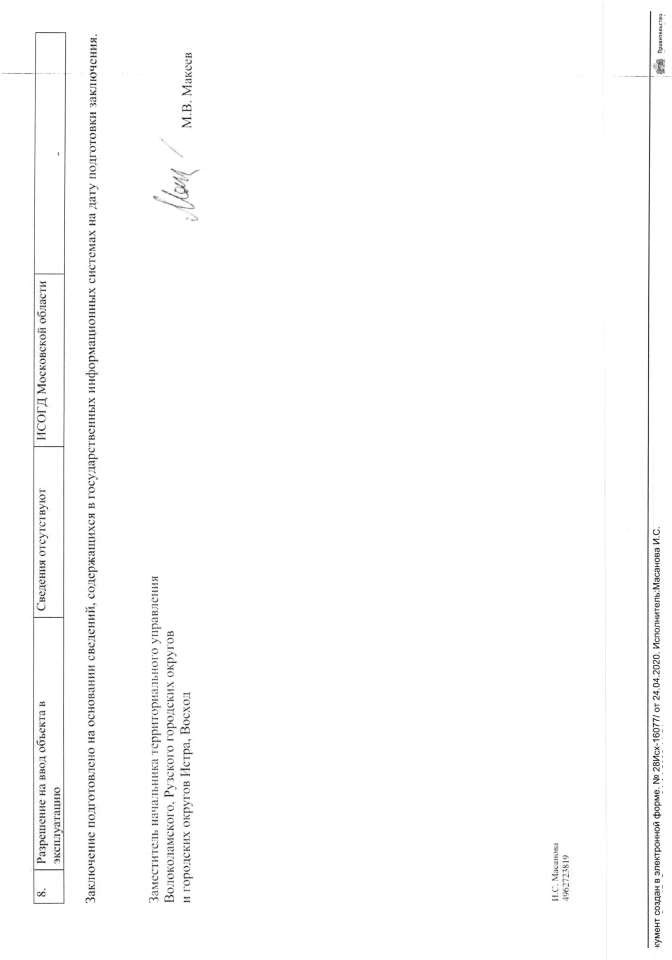 8. Разрешение на ввод объекта в Сведения отсутствуют ИСОГД Московской области -
эксплуатацию
Заключение подготовлено на основании сведений, содержащихся в государственных информационных системах на дату подготовки заключения.
Заместитель начальника территориального управления
Волоколамского, Рузского городских округов
и городских округов Истра, Восход М.В. Макеев
И.С. Масанова
4962723819
кумент создан в электронной форме. № 28Исх-16077/ от 24.04.2020. Исполнитель:Масанова И.С.
Правительство